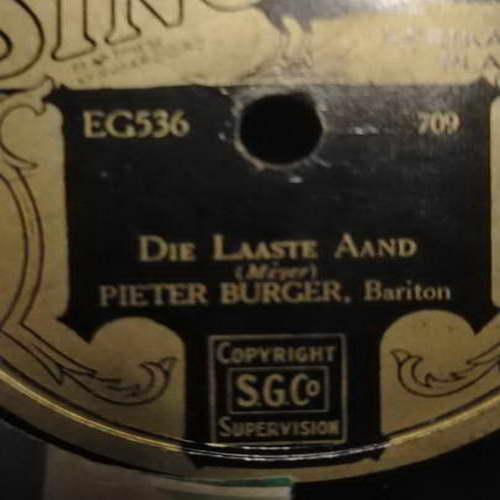 EG536 709
DIE LAASTE AAND
(Meyer)
PIETER BURGER. Bariton
COPYRIGHT
S.G.Co
SUPERVISION